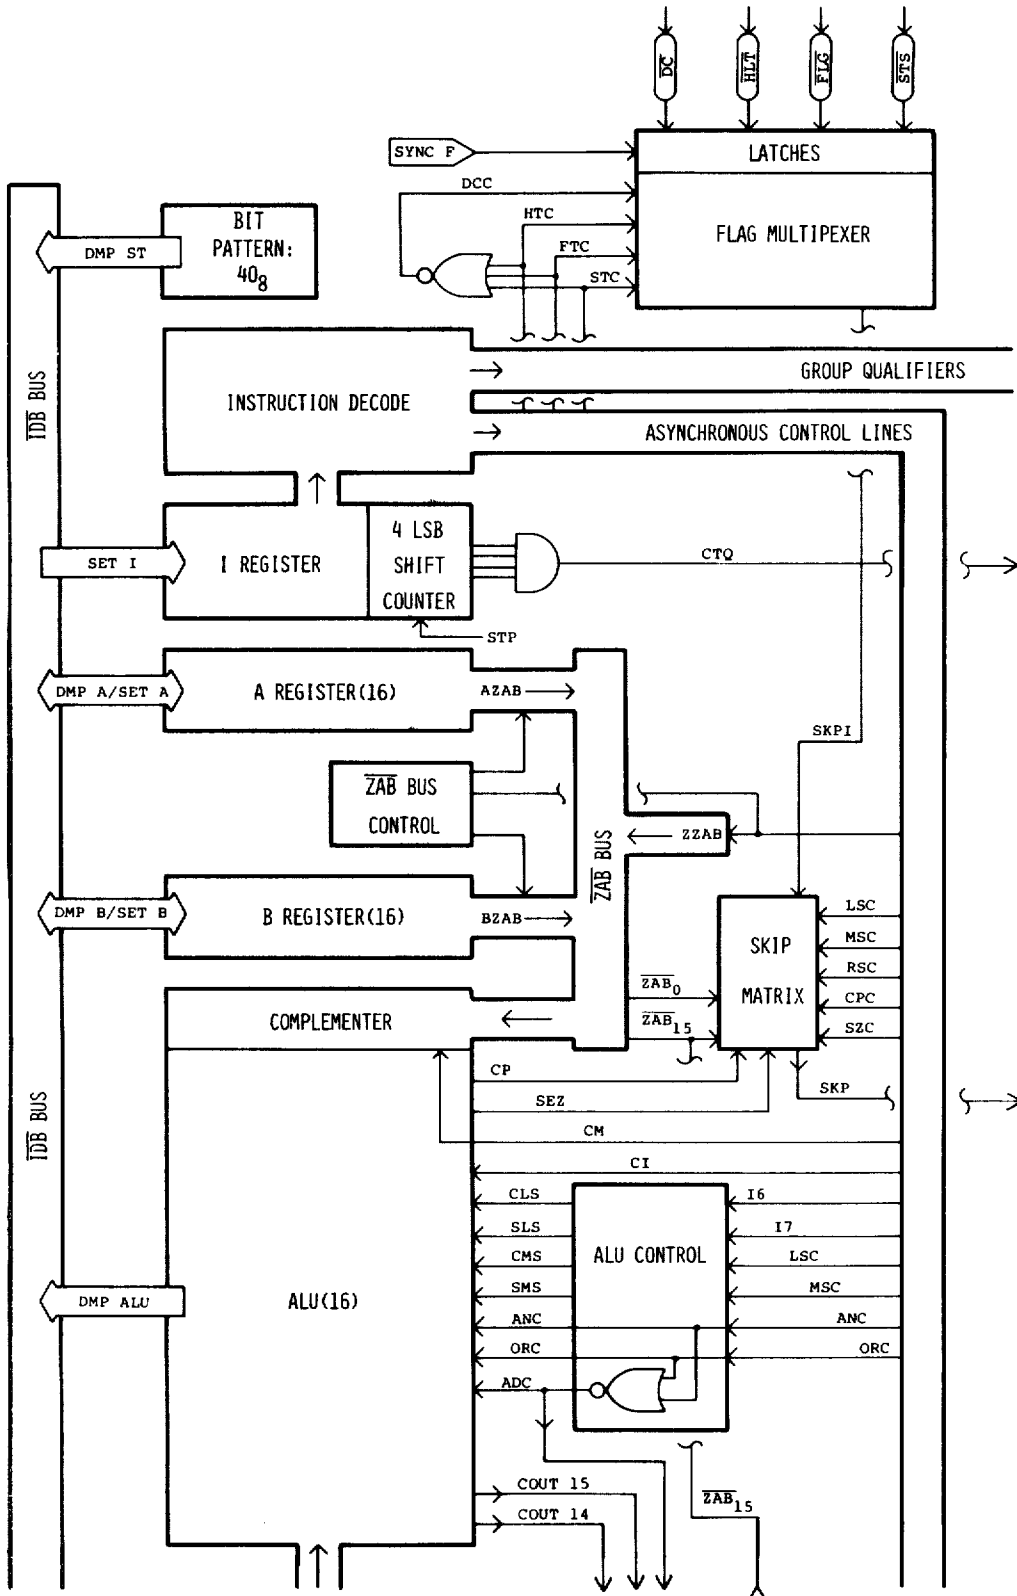 DC
HLT
FLG
STS
SYNC F
LATCHES
DCC
HTC
FTC
STC
FLAG MULTIPEXER
BIT
PATTERN:
40₈
DMP ST
IDB BUS
INSTRUCTION DECODE
GROUP QUALIFIERS
ASYNCHRONOUS CONTROL LINES
SET I
I REGISTER
4 LSB
SHIFT
COUNTER
CTQ
STP
DMP A/SET A
A REGISTER(16)
AZAB
SKPI
ZAB BUS
CONTROL
ZAB BUS
ZZAB
DMP B/SET B
B REGISTER(16)
BZAB
SKIP
MATRIX
LSC
MSC
RSC
CPC
SZC
ZAB₀
ZAB₁₅
COMPLEMENTER
CP
SEZ
SKP
CM
CI
IDB BUS
CLS
SLS
CMS
SMS
ANC
ORC
ADC
ALU CONTROL
I6
I7
LSC
MSC
ANC
ORC
DMP ALU
ALU(16)
COUT 15
COUT 14
ZAB₁₅